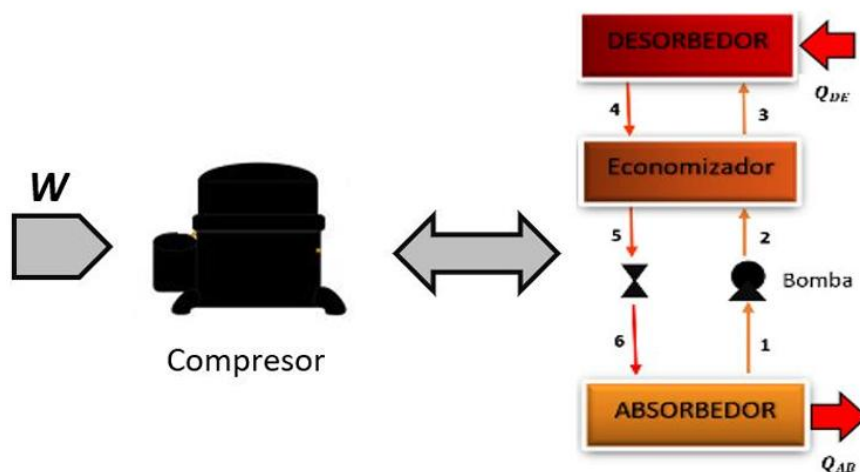 DESORBEDOR
Q_DE
4
3
Economizador
W
5
2
Bomba
Compresor
6
1
ABSORBEDOR
Q_AB